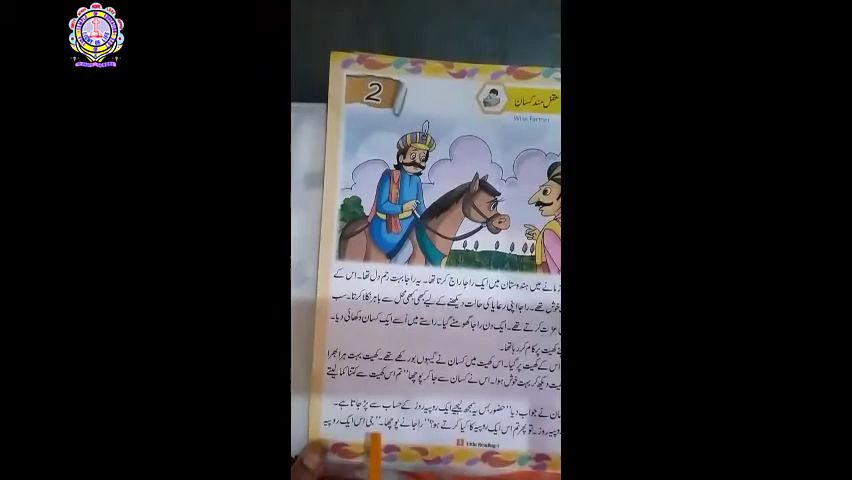 2
عقل مند کسان
Wise Farmer
زمانے میں ہندوستان میں ایک راجا راج کرتا تھا۔ یہ راجا بہت رحم دل تھا۔ اس کے
خوش تھے۔ راجا اپنی رعایا کی حالت دیکھنے کے لیے کبھی کبھی محل سے باہر نکلا کرتا۔ سب
عزت کرتے تھے۔ ایک دن راجا گھومنے گیا۔ راستے میں اُسے ایک کسان دکھائی دیا۔
کھیت پر کام کر رہا تھا۔
اس کے کھیت پر گیا۔ اس کھیت میں کسان نے گیہوں بو رکھے تھے۔ کھیت بہت ہرا بھرا
دیکھ کر بہت خوش ہوا۔ اس نے کسان سے جا کر پوچھا "تم اس کھیت سے کتنا کما لیتے
نے جواب دیا "حضور بس یہ سمجھ لیجیے ایک روپیہ روز کے حساب سے پڑ جاتا ہے۔
روپیہ روز۔ تو پھر تم اس ایک روپیہ کا کیا کرتے ہو؟" راجا نے پوچھا۔ "جی اس ایک روپیہ
Urdu Reading-